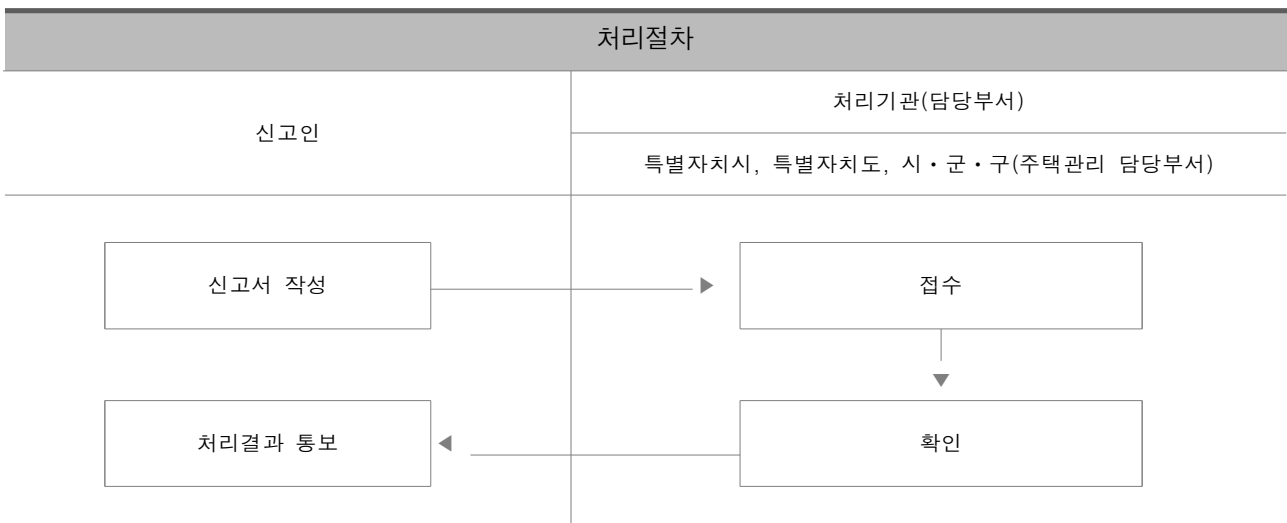 처리절차
신고인
처리기관(담당부서)
특별자치시, 특별자치도, 시・군・구(주택관리 담당부서)
신고서 작성
접수
처리결과 통보
확인